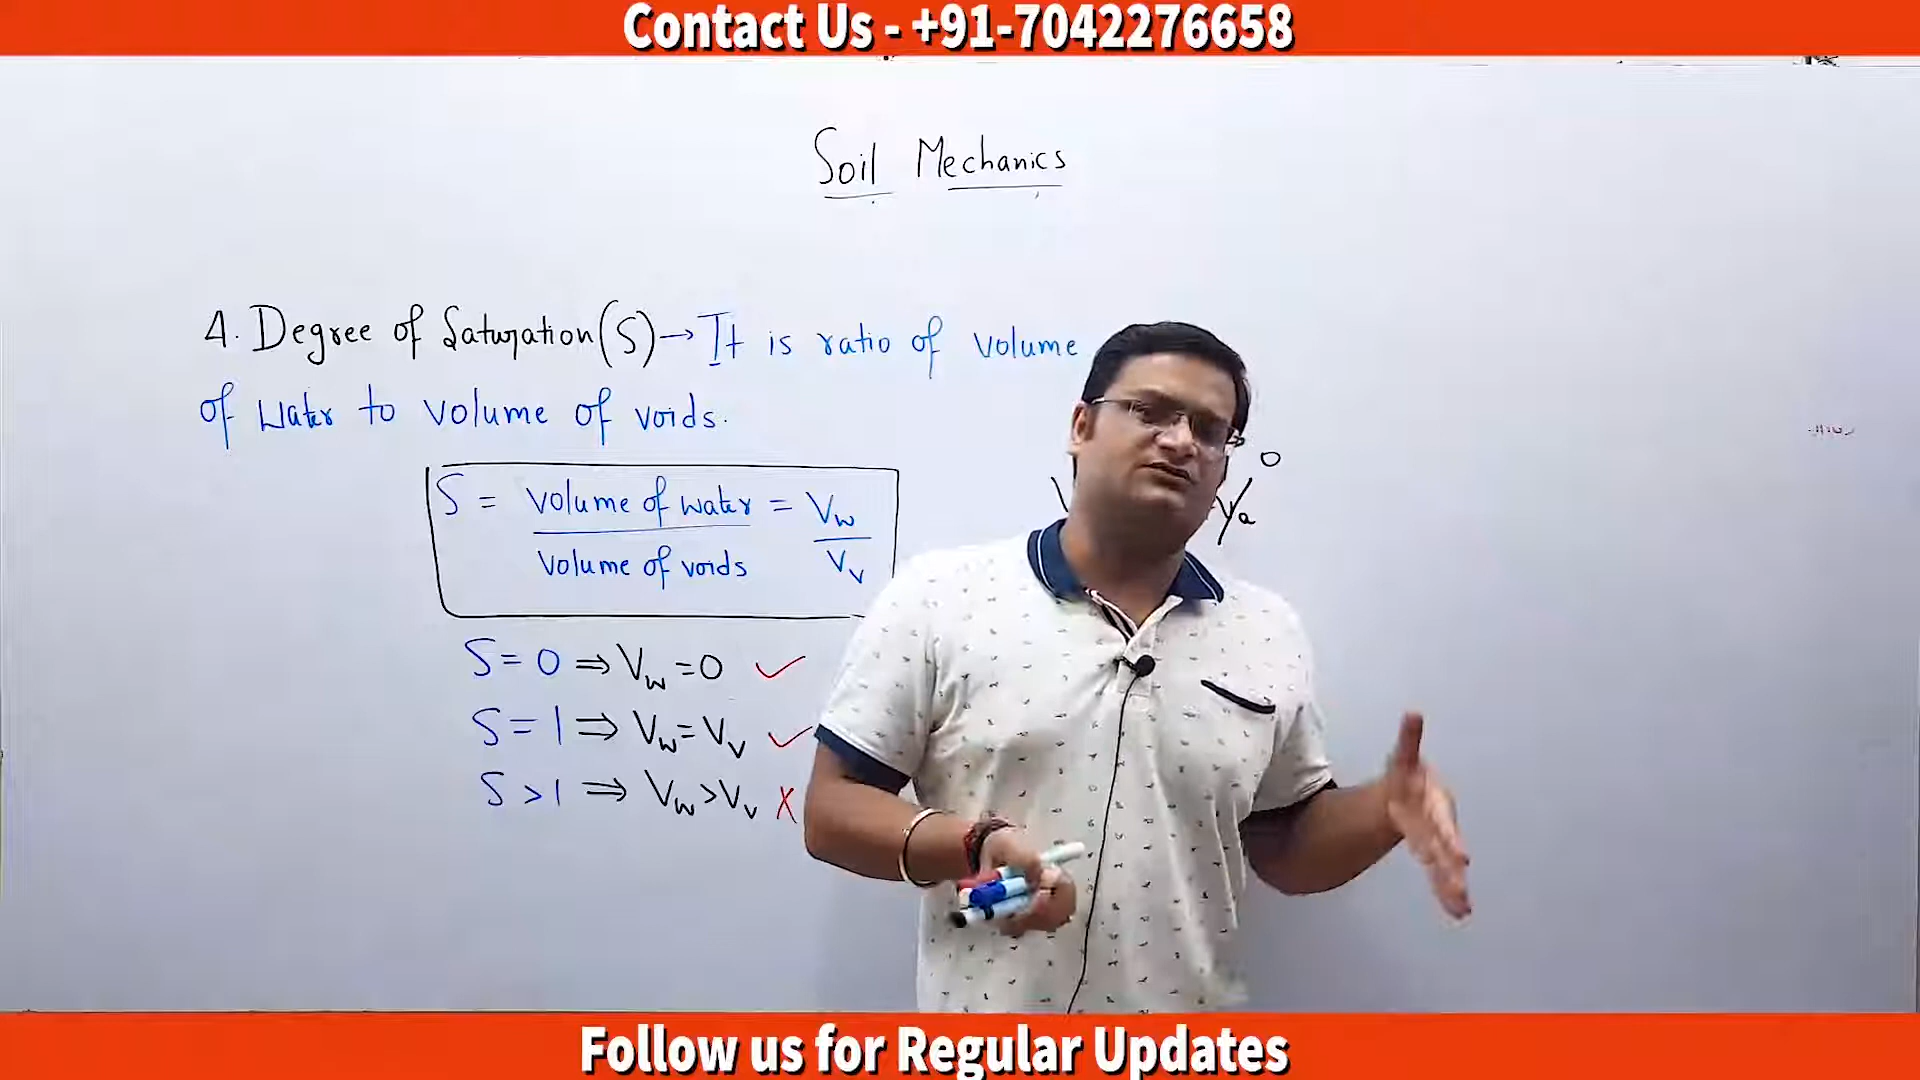 Contact Us - +91-7042276658
Soil Mechanics
4. Degree of Saturation (S) → It is ratio of volume
of water to volume of voids.
S = volume of water = Vw
volume of voids Vv
0
Va
S = 0 ⇒ Vw = 0 ✓
S = 1 ⇒ Vw = Vv ✓
S > 1 ⇒ Vw > Vv X
Follow us for Regular Updates